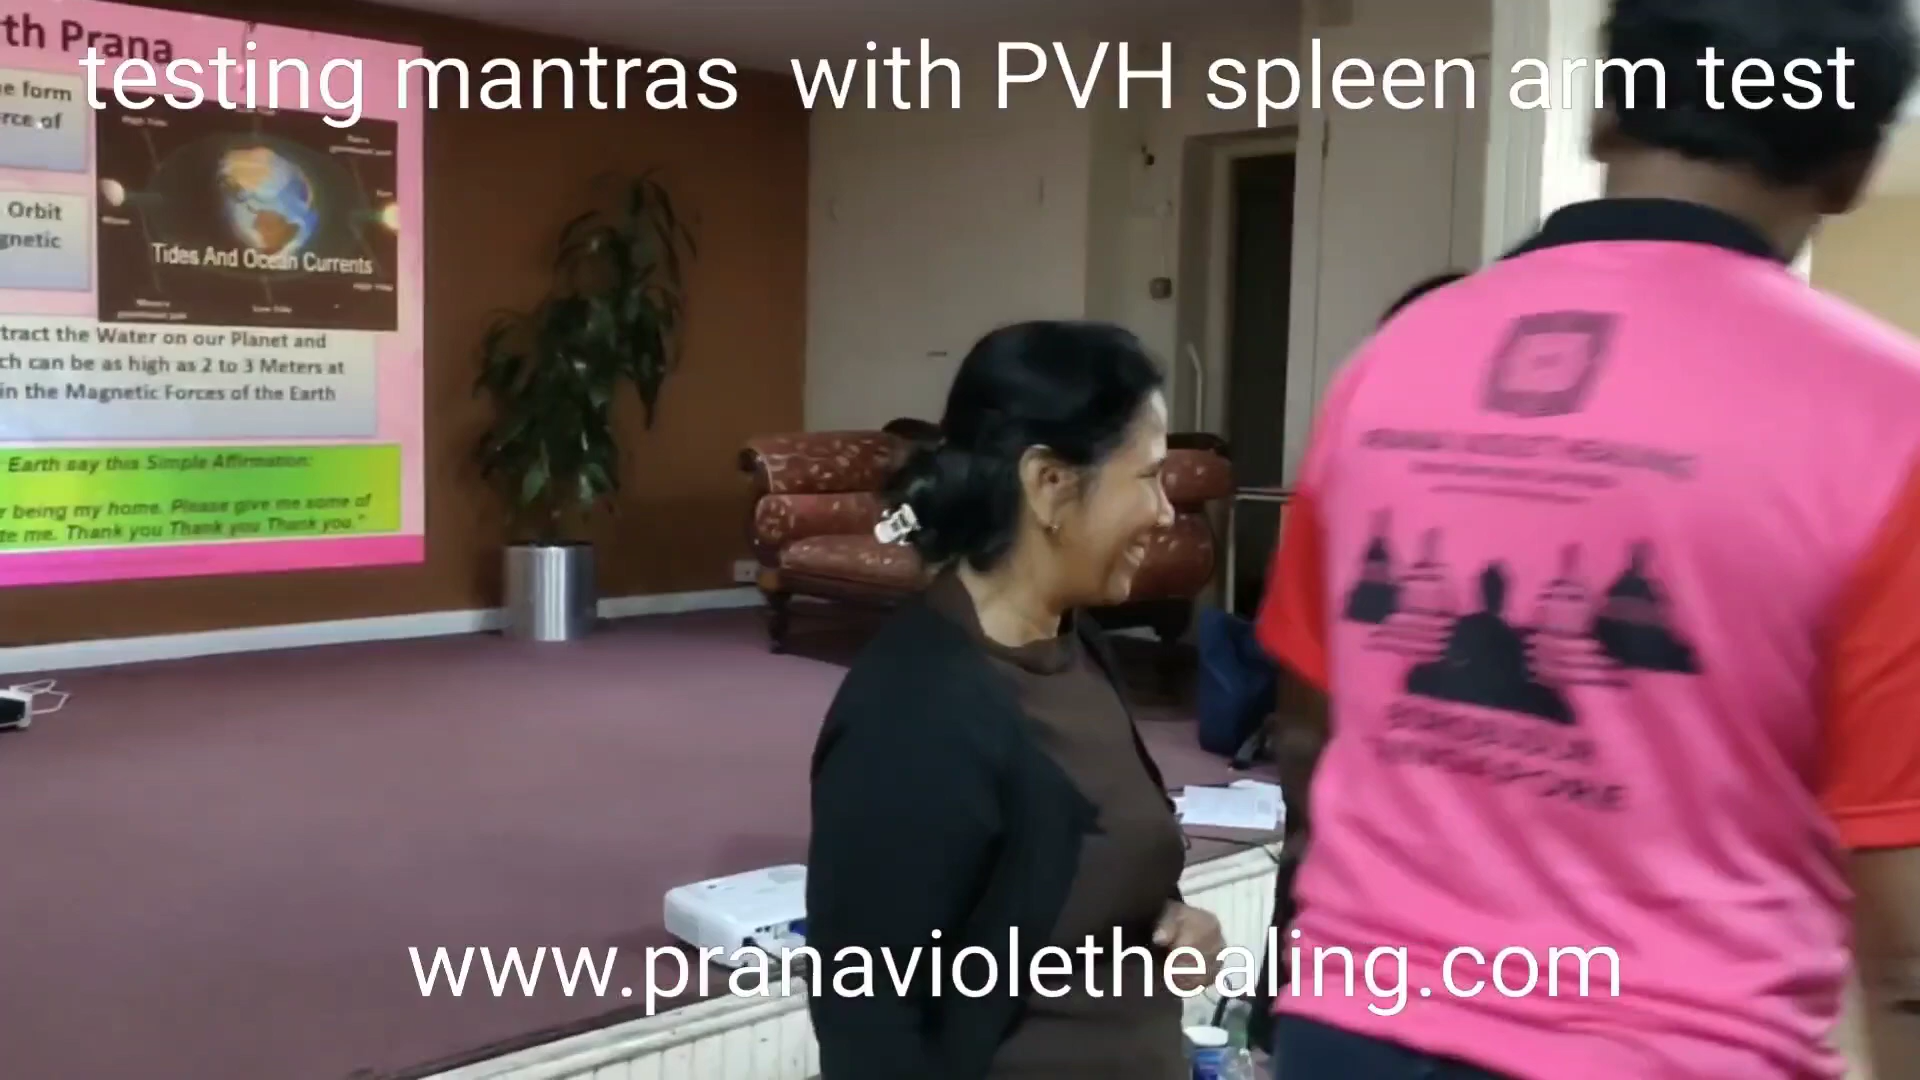 testing mantras with PVH spleen arm test
th Prana
e form
rce of
Orbit
gnetic
Tides And Ocean Currents
tract the Water on our Planet and
ch can be as high as 2 to 3 Meters at
in the Magnetic Forces of the Earth
Earth say this Simple Affirmation:
r being my home. Please give me some of
te me. Thank you Thank you Thank you."
www.pranaviolethealing.com